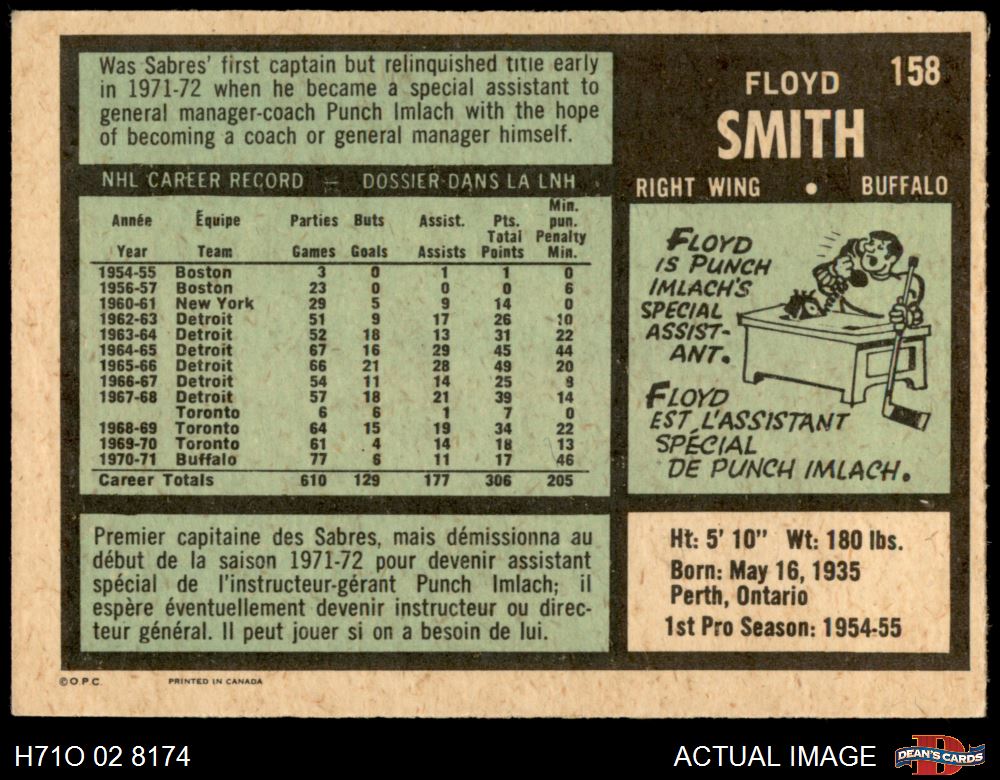 Was Sabres' first captain but relinquished title early
in 1971-72 when he became a special assistant to
general manager-coach Punch Imlach with the hope
of becoming a coach or general manager himself.
158
FLOYD
SMITH
RIGHT WING • BUFFALO
NHL CAREER RECORD — DOSSIER DANS LA LNH
Année Équipe Parties Buts Assist. Pts. Min. pun.
Year Team Games Goals Assists Total Points Penalty Min.
1954-55 Boston 3 0 1 1 0
1956-57 Boston 23 0 0 0 6
1960-61 New York 29 5 9 14 0
1962-63 Detroit 51 9 17 26 10
1963-64 Detroit 52 18 13 31 22
1964-65 Detroit 67 16 29 45 44
1965-66 Detroit 66 21 28 49 20
1966-67 Detroit 54 11 14 25 8
1967-68 Detroit 57 18 21 39 14
Toronto 6 6 1 7 0
1968-69 Toronto 64 15 19 34 22
1969-70 Toronto 61 4 14 18 13
1970-71 Buffalo 77 6 11 17 46
Career Totals 610 129 177 306 205
FLOYD
IS PUNCH
IMLACH'S
SPECIAL
ASSIST-
ANT.
FLOYD
EST L'ASSISTANT
SPÉCIAL
DE PUNCH IMLACH.
Premier capitaine des Sabres, mais démissionna au
début de la saison 1971-72 pour devenir assistant
spécial de l'instructeur-gérant Punch Imlach; il
espère éventuellement devenir instructeur ou direc-
teur général. Il peut jouer si on a besoin de lui.
Ht: 5' 10" Wt: 180 lbs.
Born: May 16, 1935
Perth, Ontario
1st Pro Season: 1954-55
© O.P.C. PRINTED IN CANADA
H71O 02 8174
ACTUAL IMAGE
D
DEAN'S CARDS